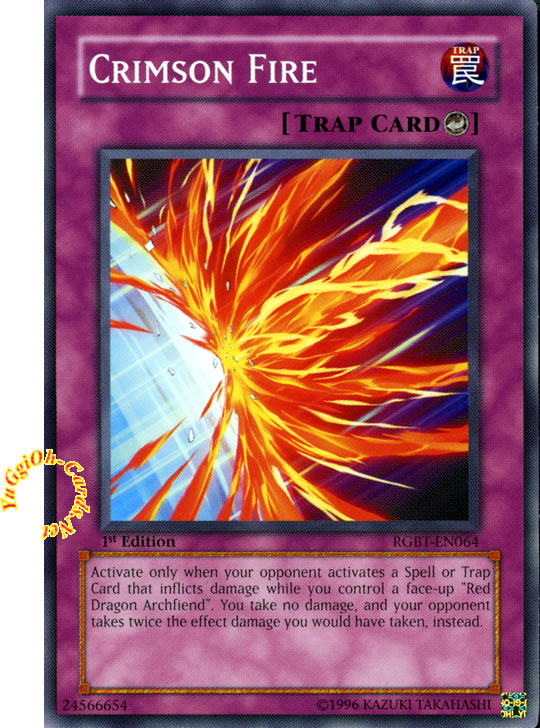 CRIMSON FIRE
TRAP
罠
[TRAP CARD]
1st Edition
RGBT-EN064
YuGgiOh-Cards.Net
Activate only when your opponent activates a Spell or Trap
Card that inflicts damage while you control a face-up "Red
Dragon Archfiend". You take no damage, and your opponent
takes twice the effect damage you would have taken, instead.
24566654
©1996 KAZUKI TAKAHASHI